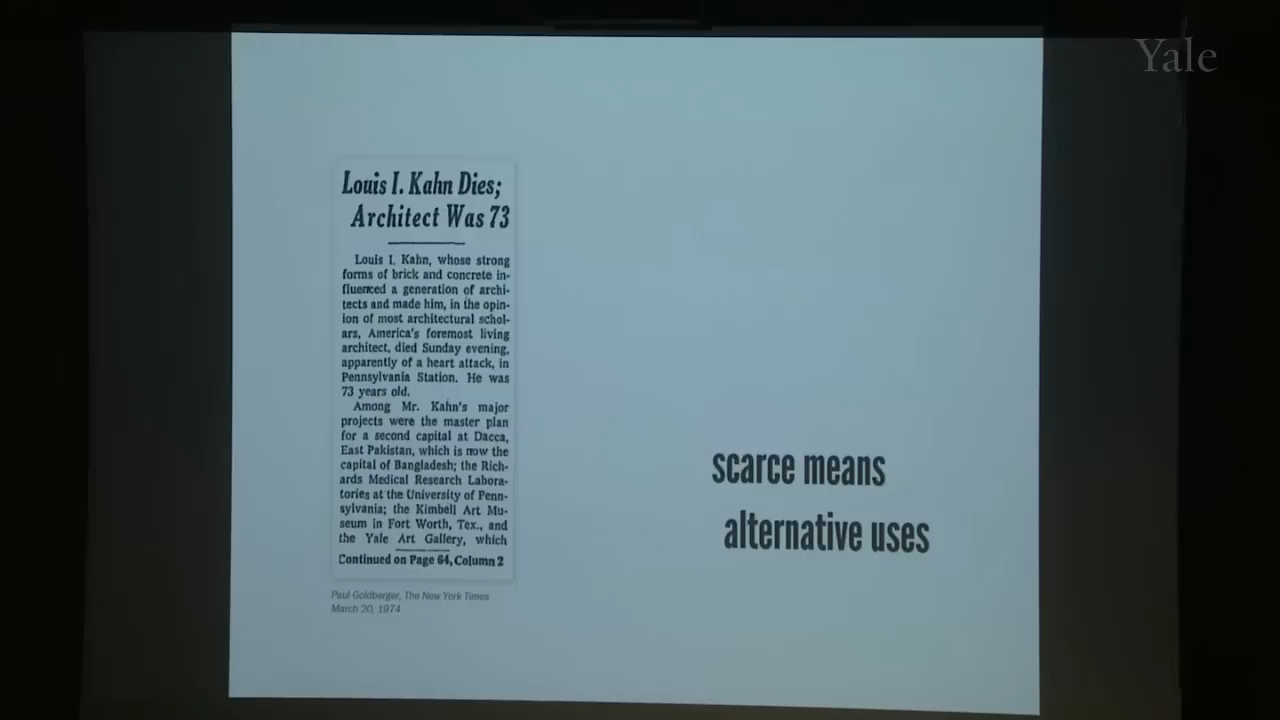 Yale
Louis I. Kahn Dies;
Architect Was 73
Louis I. Kahn, whose strong
forms of brick and concrete in-
fluenced a generation of archi-
tects and made him, in the opin-
ion of most architectural schol-
ars, America's foremost living
architect, died Sunday evening,
apparently of a heart attack, in
Pennsylvania Station. He was
73 years old.
Among Mr. Kahn's major
projects were the master plan
for a second capital at Dacca,
East Pakistan, which is now the
capital of Bangladesh; the Rich-
ards Medical Research Labora-
tories at the University of Penn-
sylvania; the Kimbell Art Mu-
seum in Fort Worth, Tex., and
the Yale Art Gallery, which
Continued on Page 64, Column 2
Paul Goldberger, The New York Times
March 20, 1974
scarce means
alternative uses